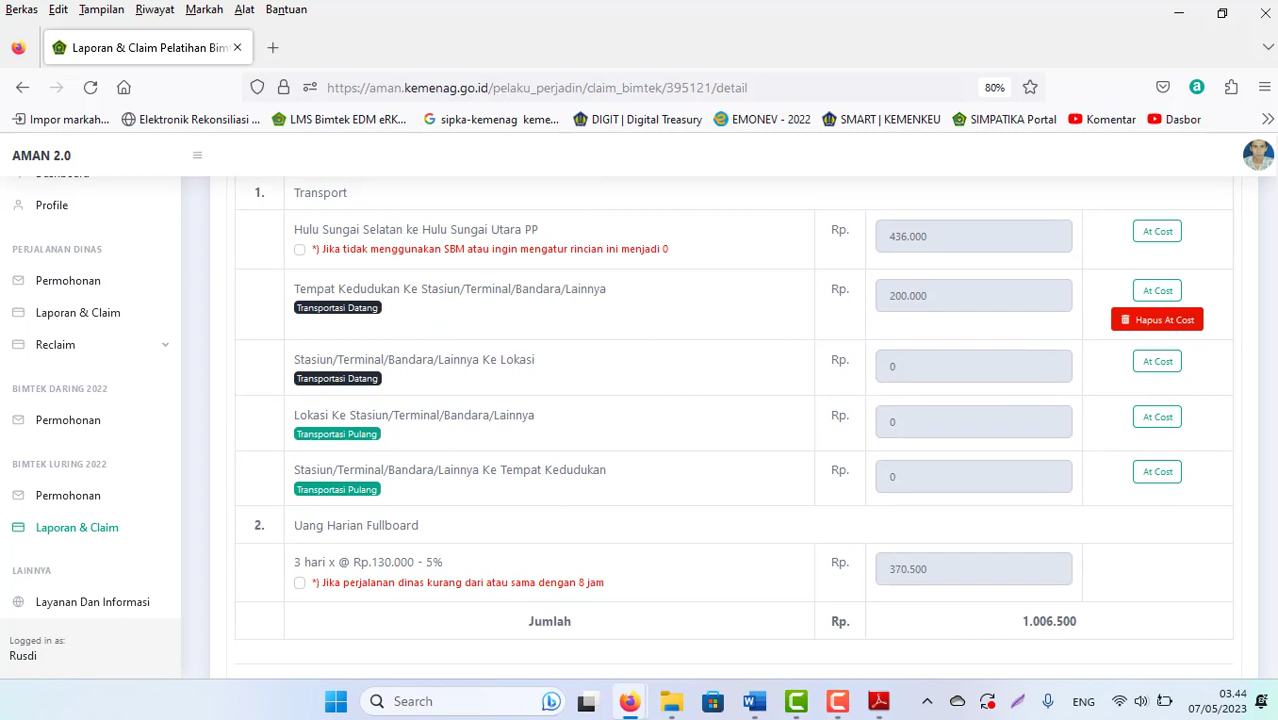 Berkas Edit Tampilan Riwayat Markah Alat Bantuan
Laporan & Claim Pelatihan Bimt
https://aman.kemenag.go.id/pelaku_perjadin/claim_bimtek/395121/detail 80%
Impor markah... Elektronik Rekonsiliasi ... LMS Bimtek EDM eRK... sipka-kemenag keme... DIGIT | Digital Treasury EMONEV - 2022 SMART | KEMENKEU SIMPATIKA Portal Komentar Dasbor
AMAN 2.0
Profile
PERJALANAN DINAS
Permohonan
Laporan & Claim
Reclaim
BIMTEK DARING 2022
Permohonan
BIMTEK LURING 2022
Permohonan
Laporan & Claim
LAINNYA
Layanan Dan Informasi
Logged in as:
Rusdi
1. Transport
Hulu Sungai Selatan ke Hulu Sungai Utara PP Rp. 436.000 At Cost
*) Jika tidak menggunakan SBM atau ingin mengatur rincian ini menjadi 0
Tempat Kedudukan Ke Stasiun/Terminal/Bandara/Lainnya Rp. 200.000 At Cost
Transportasi Datang
Hapus At Cost
Stasiun/Terminal/Bandara/Lainnya Ke Lokasi Rp. 0 At Cost
Transportasi Datang
Lokasi Ke Stasiun/Terminal/Bandara/Lainnya Rp. 0 At Cost
Transportasi Pulang
Stasiun/Terminal/Bandara/Lainnya Ke Tempat Kedudukan Rp. 0 At Cost
Transportasi Pulang
2. Uang Harian Fullboard
3 hari x @ Rp.130.000 - 5% Rp. 370.500
*) Jika perjalanan dinas kurang dari atau sama dengan 8 jam
Jumlah Rp. 1.006.500
Search
ENG
03.44
07/05/2023